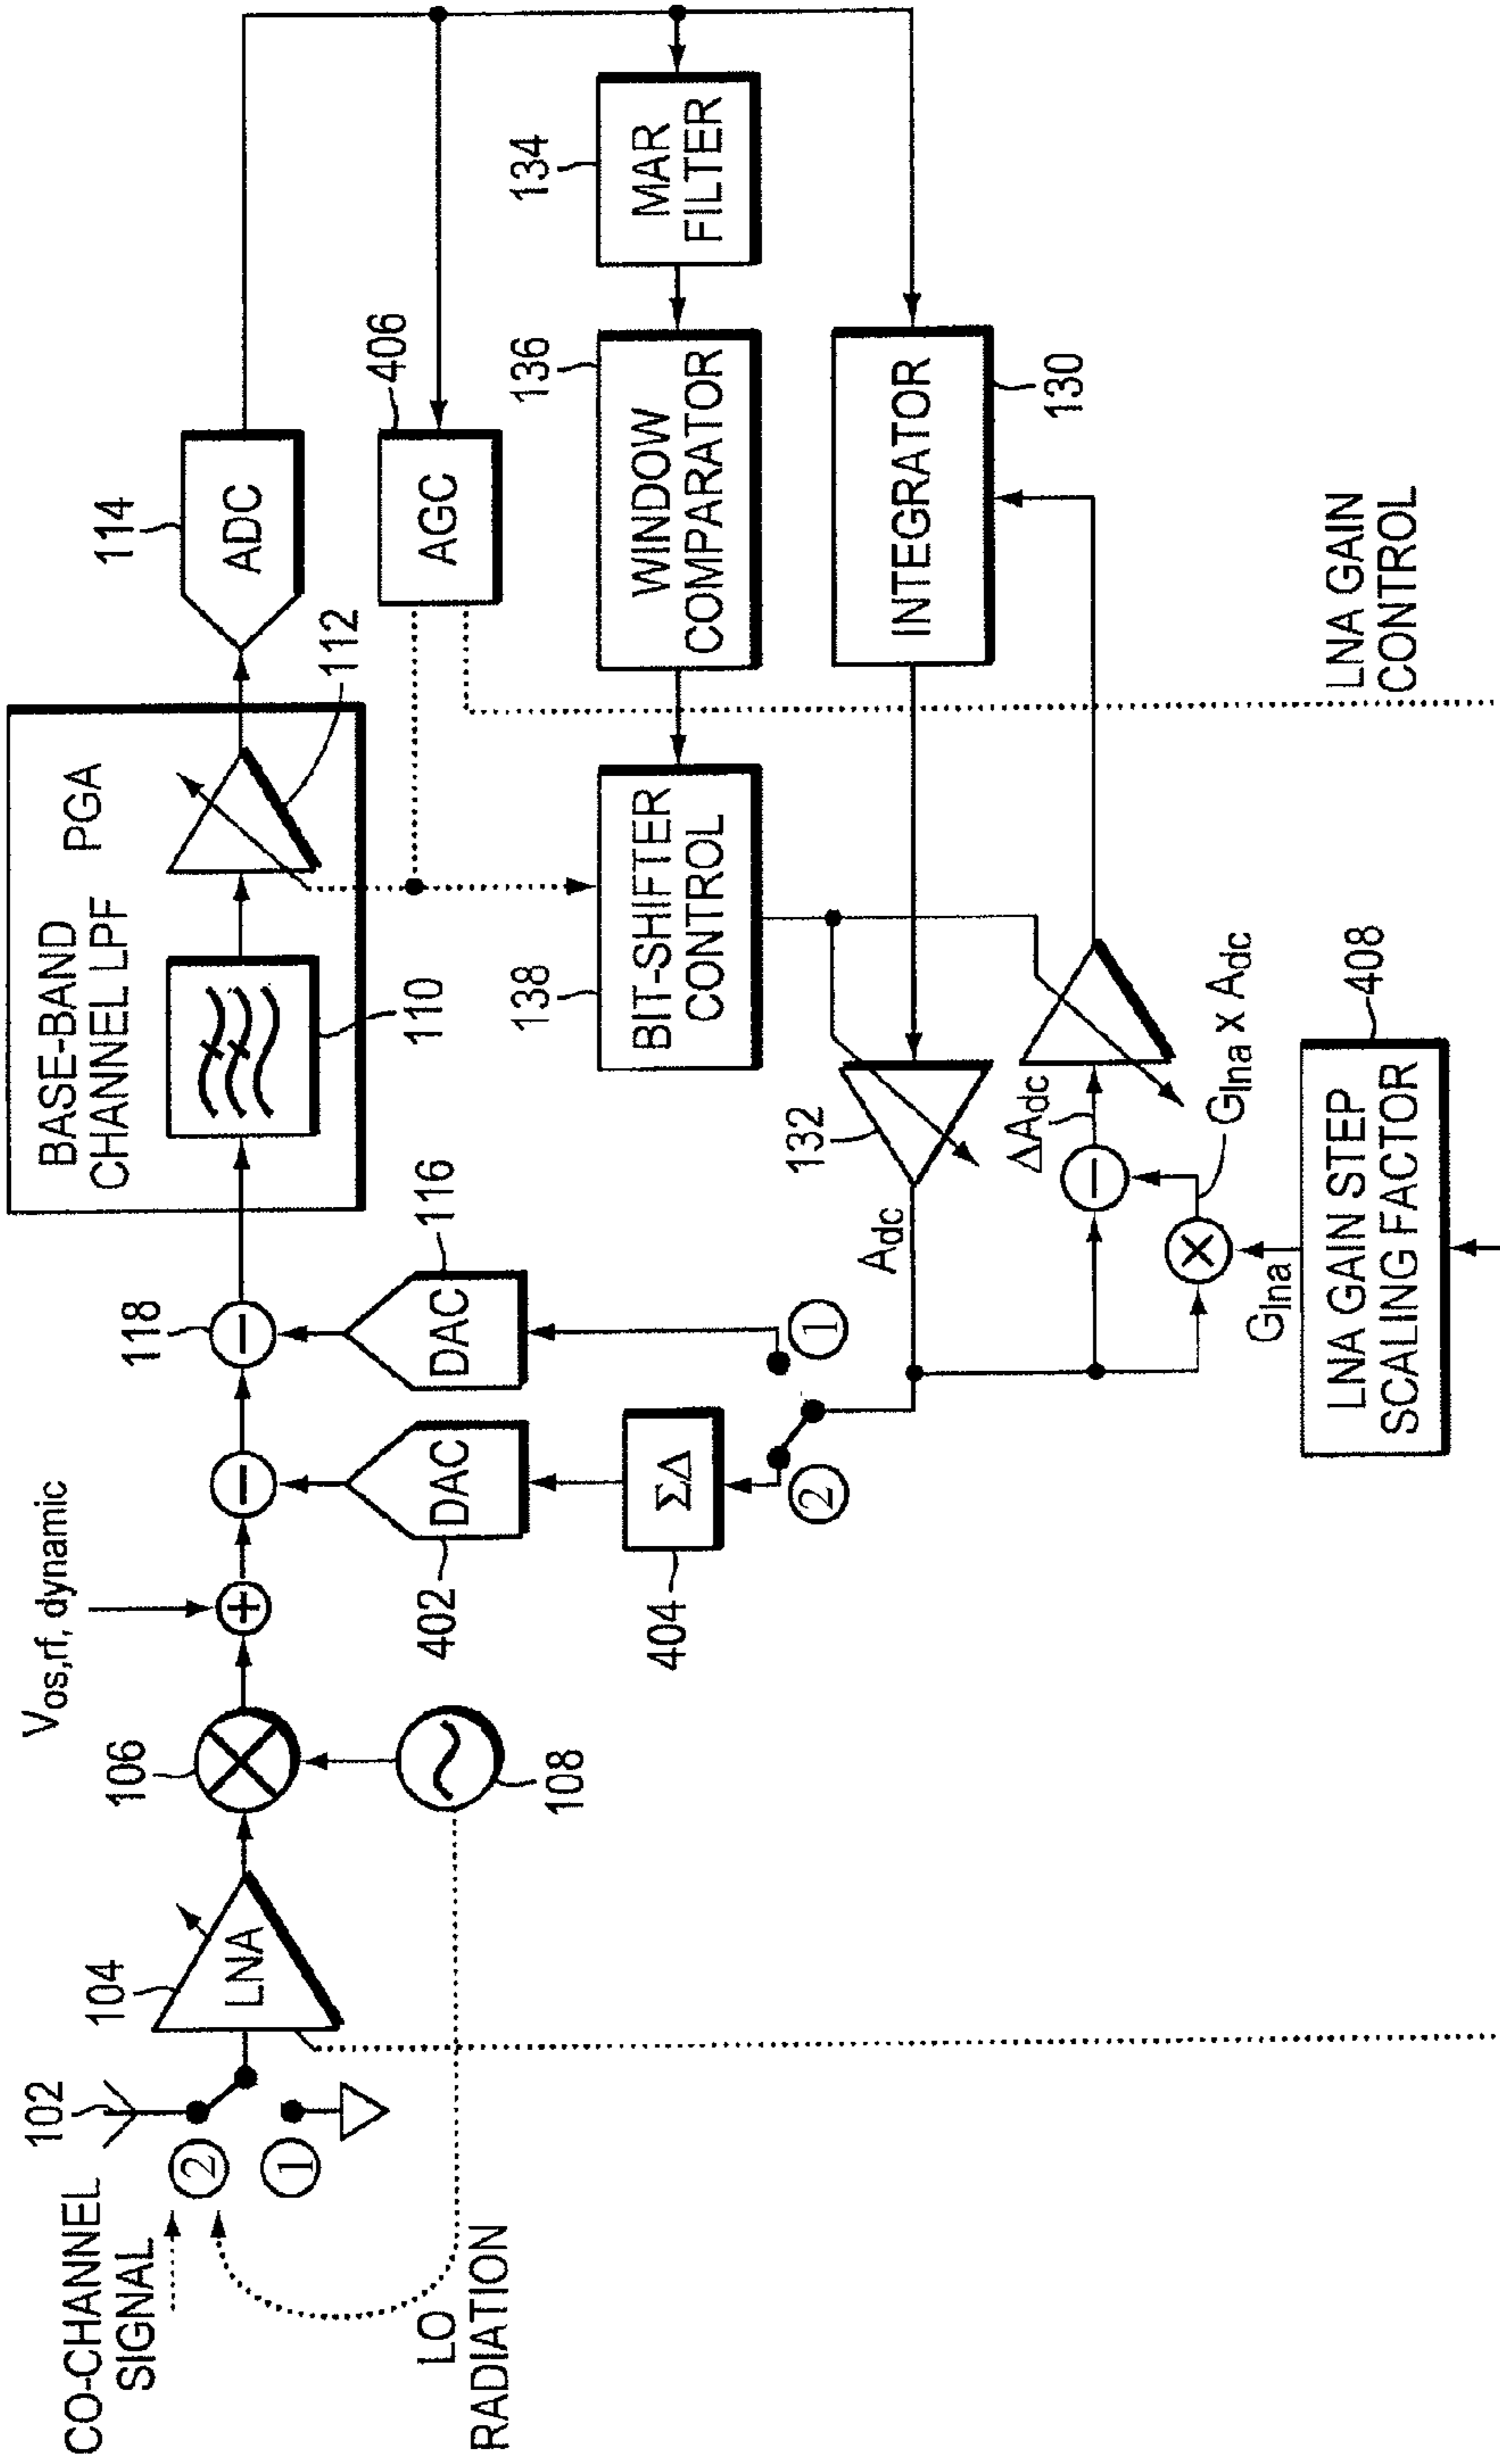 CO-CHANNEL
SIGNAL
102
2
1
LO
RADIATION
104
LNA
106
108
Vos,rf, dynamic
+
118
−
−
DAC
402
DAC
116
ΣΔ
404
2
1
BASE-BAND
CHANNEL LPF
PGA
110
112
114
ADC
406
AGC
134
MAR
FILTER
136
WINDOW
COMPARATOR
138
BIT-SHIFTER
CONTROL
INTEGRATOR
130
132
Adc
ΔAdc
−
×
Glna x Adc
Glna
LNA GAIN STEP
SCALING FACTOR
408
LNA GAIN
CONTROL